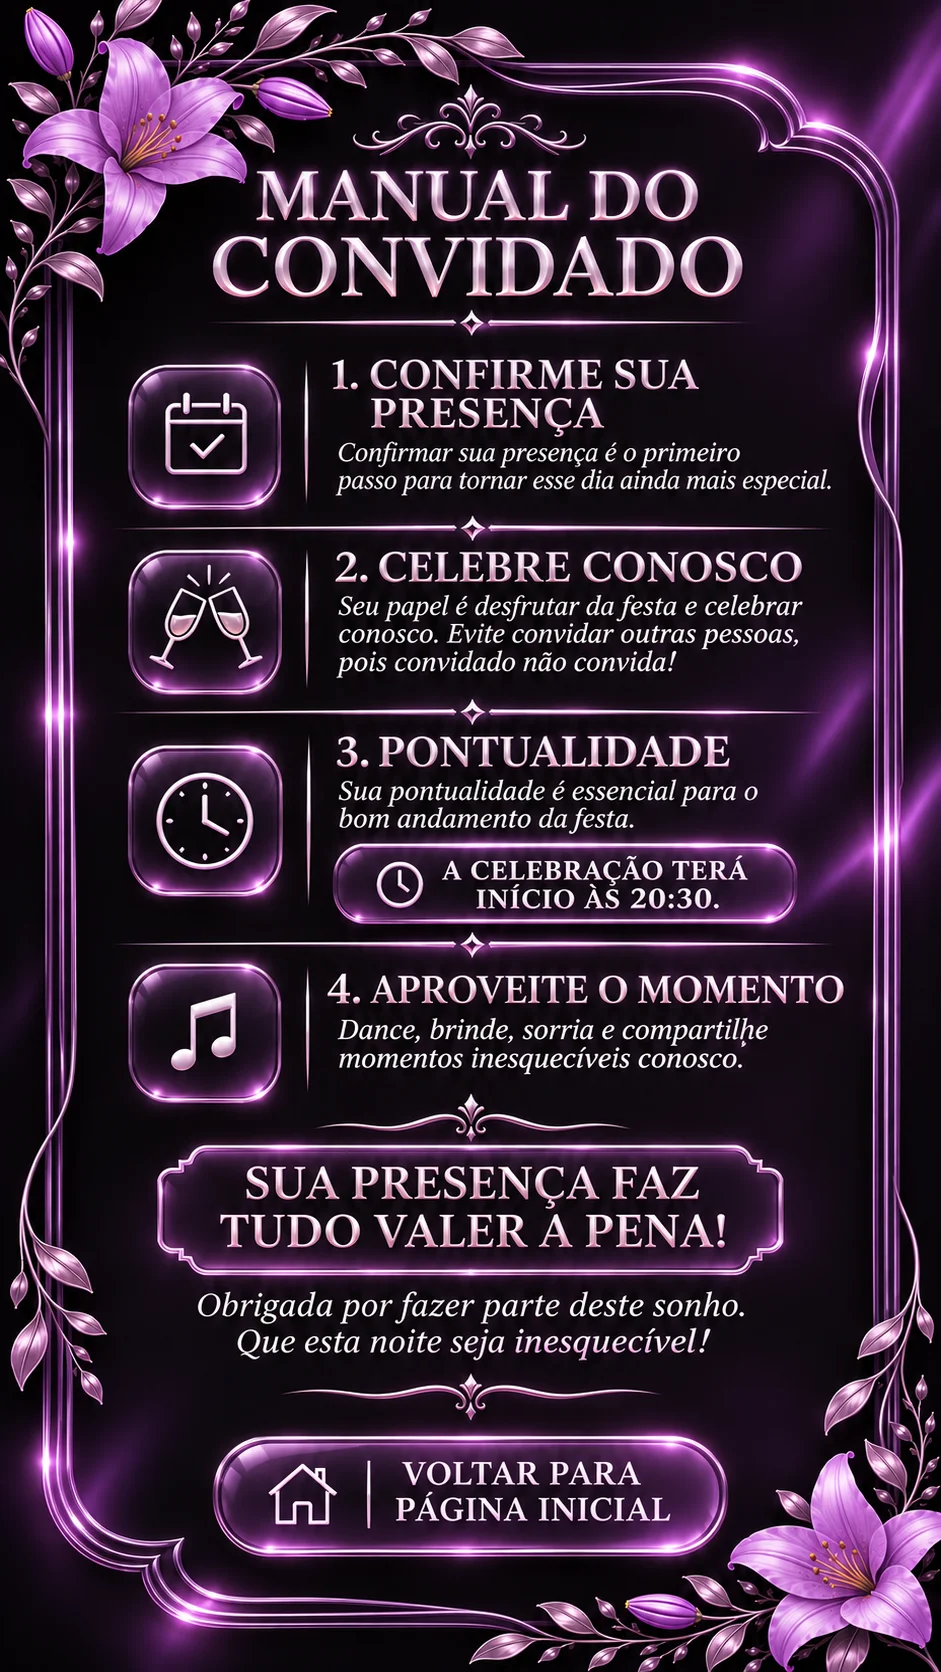 MANUAL DO
CONVIDADO
1. CONFIRME SUA
PRESENÇA
Confirmar sua presença é o primeiro
passo para tornar esse dia ainda mais especial.
2. CELEBRE CONOSCO
Seu papel é desfrutar da festa e celebrar
conosco. Evite convidar outras pessoas,
pois convidado não convida!
3. PONTUALIDADE
Sua pontualidade é essencial para o
bom andamento da festa.
A CELEBRAÇÃO TERÁ
INÍCIO ÀS 20:30.
4. APROVEITE O MOMENTO
Dance, brinde, sorria e compartilhe
momentos inesquecíveis conosco.
SUA PRESENÇA FAZ
TUDO VALER A PENA!
Obrigada por fazer parte deste sonho.
Que esta noite seja inesquecível!
VOLTAR PARA
PÁGINA INICIAL